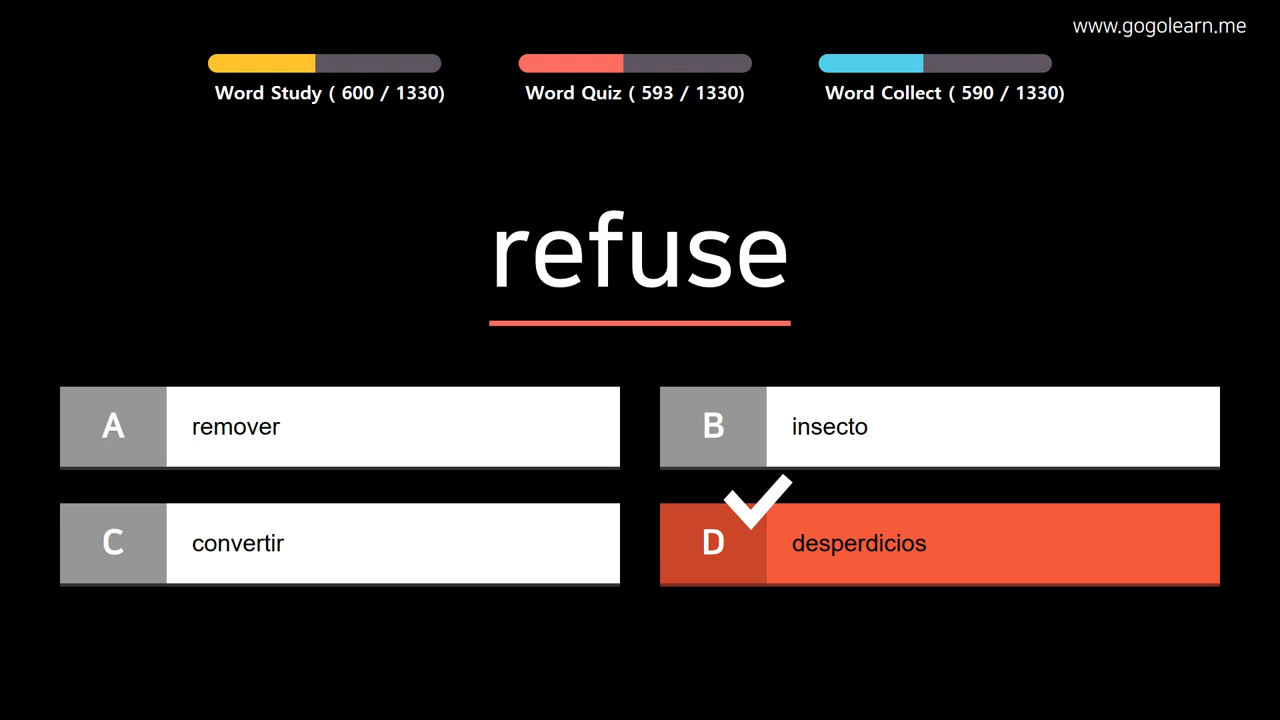 www.gogolearn.me
Word Study ( 600 / 1330)
Word Quiz ( 593 / 1330)
Word Collect ( 590 / 1330)
refuse
A remover
B insecto
C convertir
D desperdicios